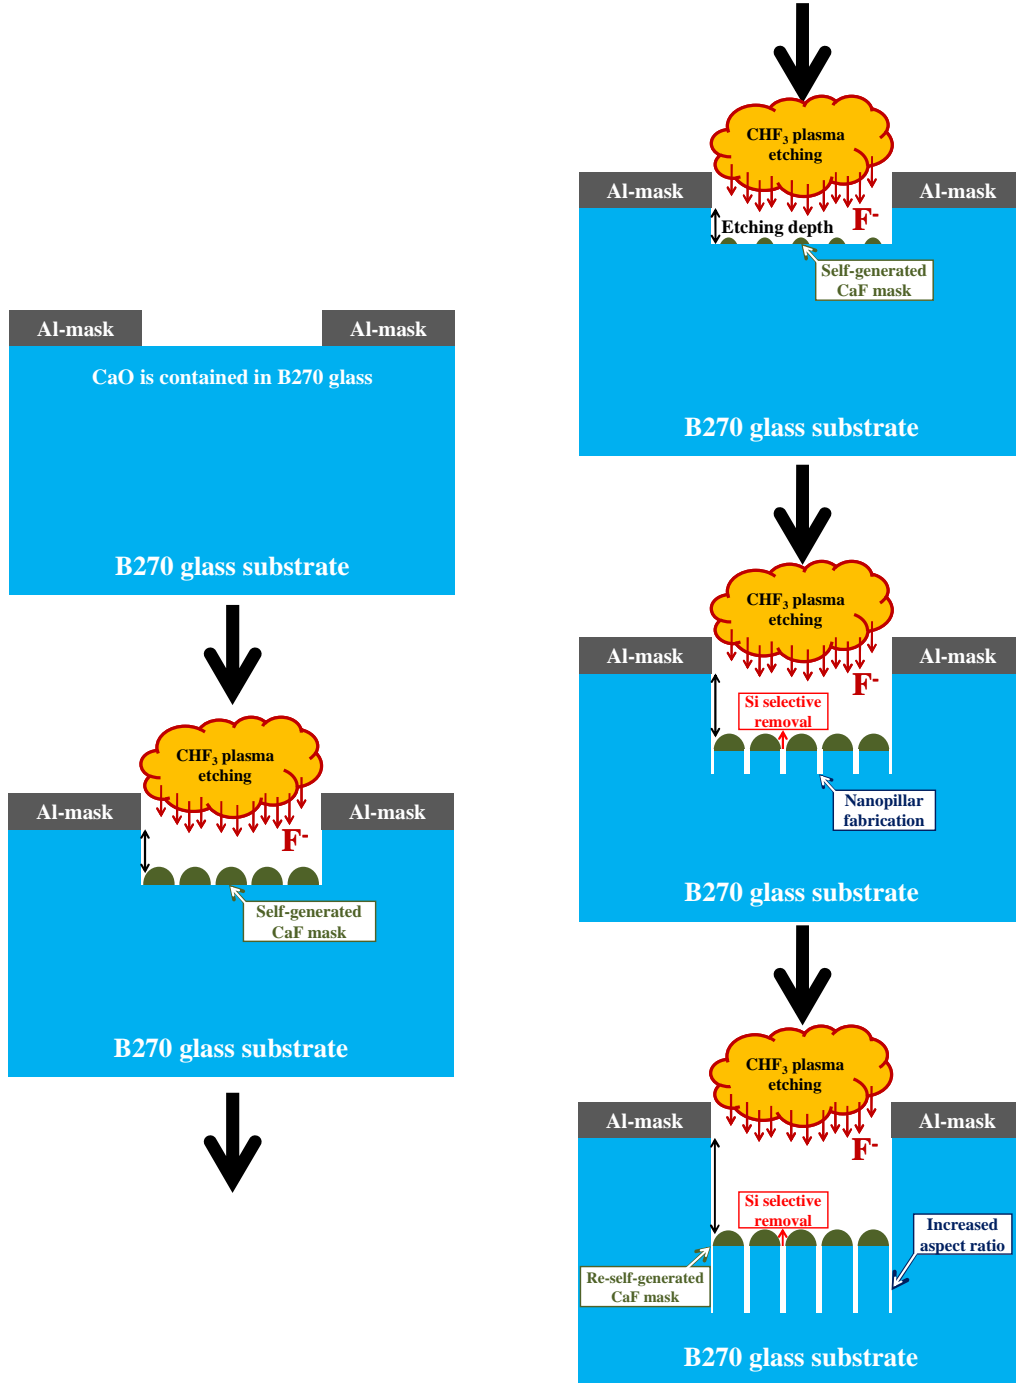 Al-mask
Al-mask
CaO is contained in B270 glass
B270 glass substrate
CHF₃ plasma
etching
Al-mask
Al-mask
F⁻
Self-generated
CaF mask
B270 glass substrate
CHF₃ plasma
etching
Al-mask
Al-mask
F⁻
Etching depth
Self-generated
CaF mask
B270 glass substrate
CHF₃ plasma
etching
Al-mask
Al-mask
F⁻
Si selective
removal
Nanopillar
fabrication
B270 glass substrate
CHF₃ plasma
etching
Al-mask
Al-mask
F⁻
Si selective
removal
Increased
aspect ratio
Re-self-generated
CaF mask
B270 glass substrate